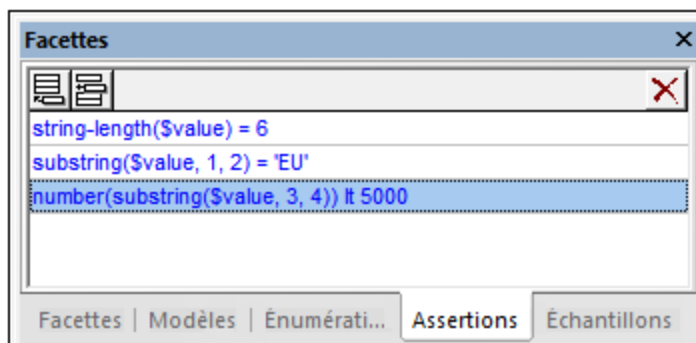 Facettes
string-length($value) = 6
substring($value, 1, 2) = 'EU'
number(substring($value, 3, 4)) lt 5000
Facettes | Modèles | Énumérati... Assertions Échantillons